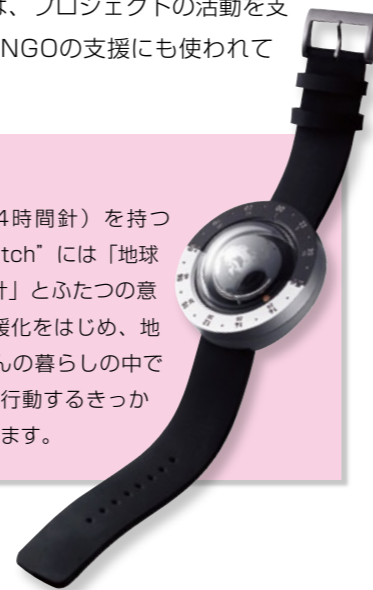 は、プロジェクトの活動を支
NGOの支援にも使われて
4時間針）を持つ
tch”には「地球
計」とふたつの意
暖化をはじめ、地
んの暮らしの中で
行動するきっか
ます。